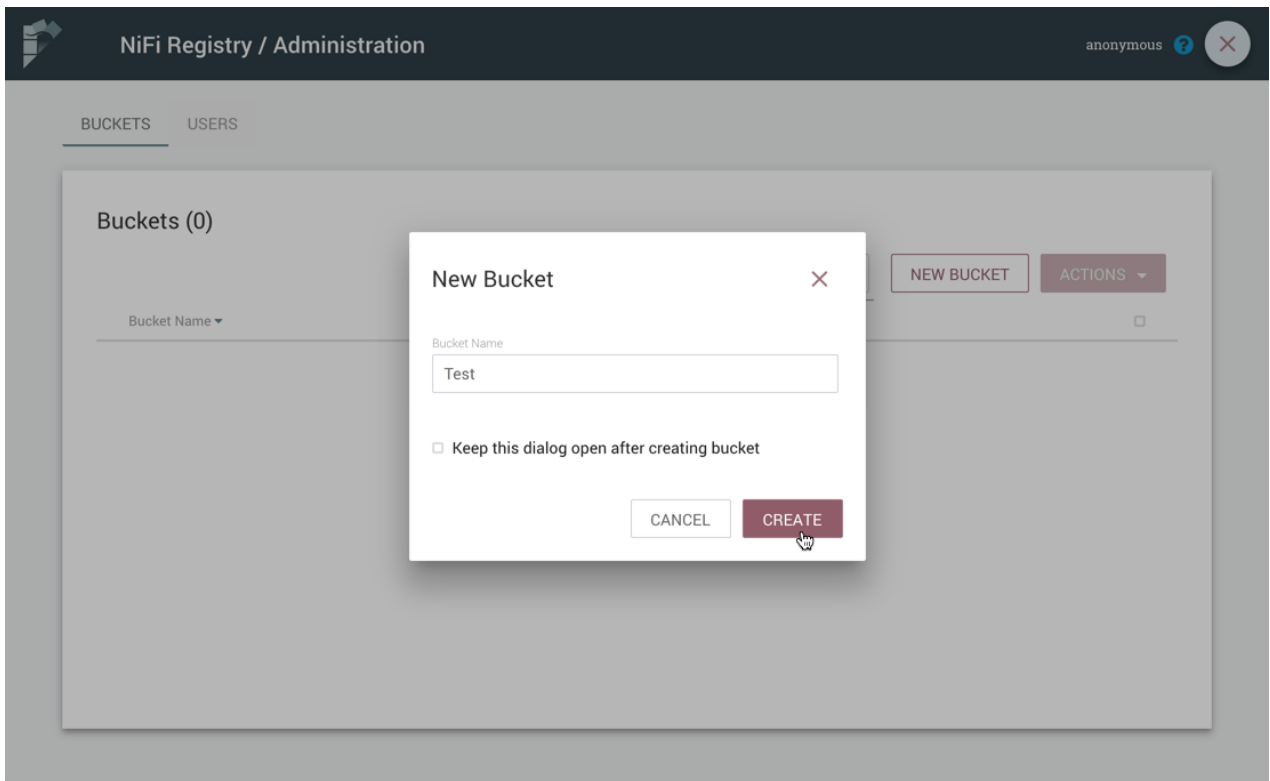 NiFi Registry / Administration
anonymous
BUCKETS USERS
Buckets (0)
NEW BUCKET
ACTIONS
Bucket Name
New Bucket
Bucket Name
Test
Keep this dialog open after creating bucket
CANCEL
CREATE